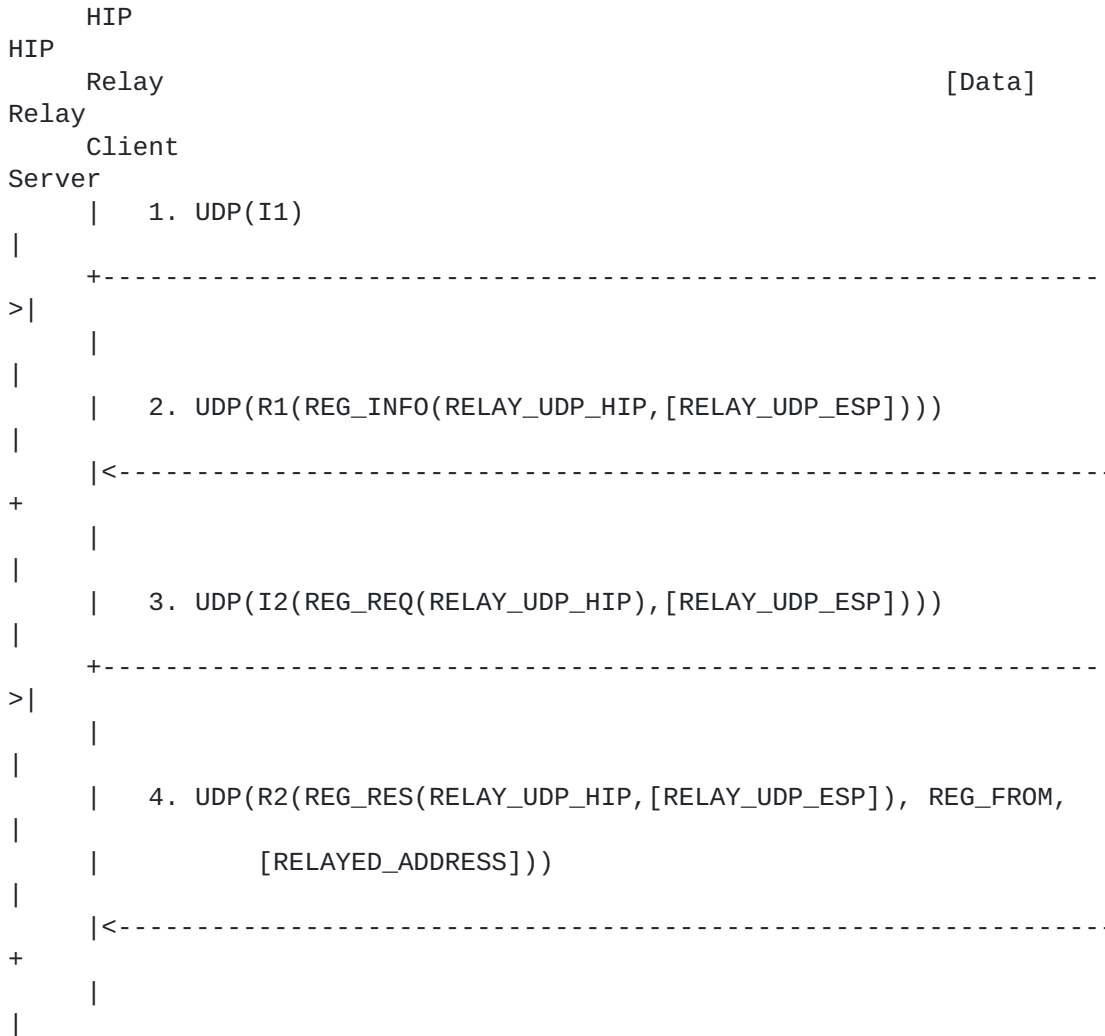 HIP
HIP
     Relay                                                  [Data]
Relay
     Client
Server
     |   1. UDP(I1)
|
     +----------------------------------------------------------------
>|
     |
|
     |   2. UDP(R1(REG_INFO(RELAY_UDP_HIP,[RELAY_UDP_ESP])))
|
     |<----------------------------------------------------------------
+
     |
|
     |   3. UDP(I2(REG_REQ(RELAY_UDP_HIP),[RELAY_UDP_ESP])))
|
     +----------------------------------------------------------------
>|
     |
|
     |   4. UDP(R2(REG_RES(RELAY_UDP_HIP,[RELAY_UDP_ESP]), REG_FROM,
|
     |          [RELAYED_ADDRESS]))
|
     |<----------------------------------------------------------------
+
     |
|